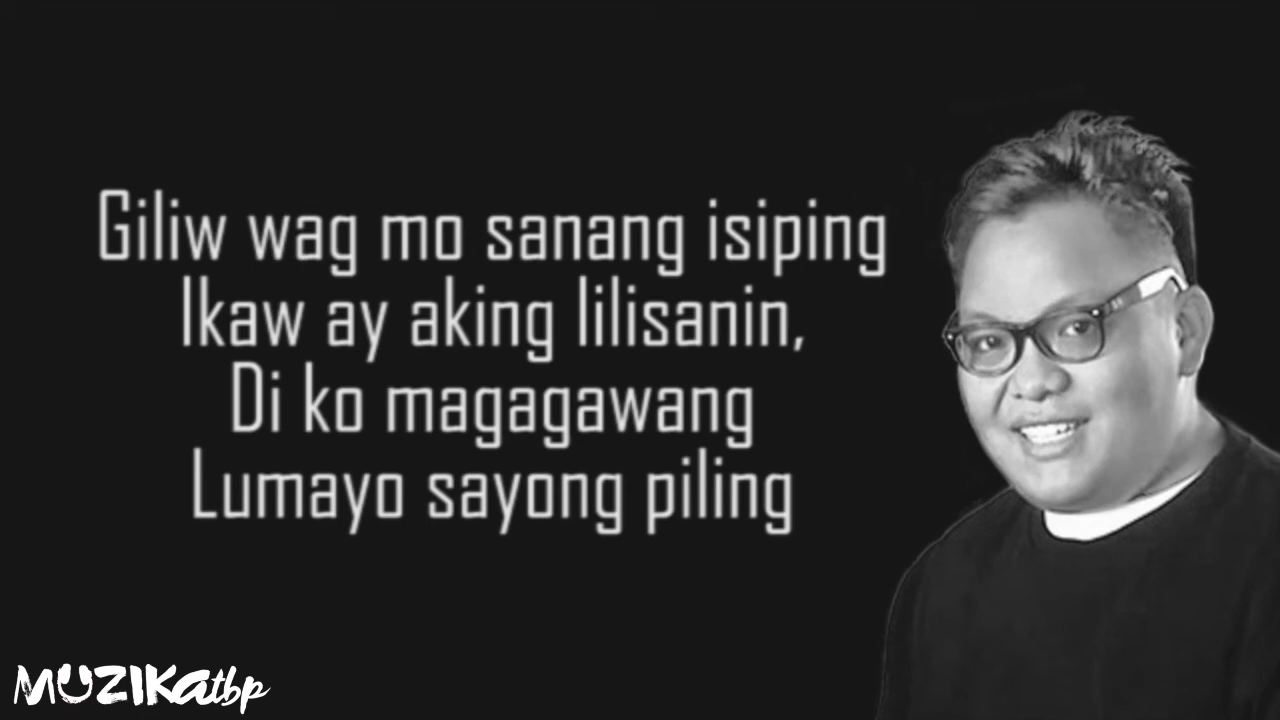 Giliw wag mo sanang isiping
Ikaw ay aking lilisanin,
Di ko magagawang
Lumayo sayong piling
MUZIKAtbp